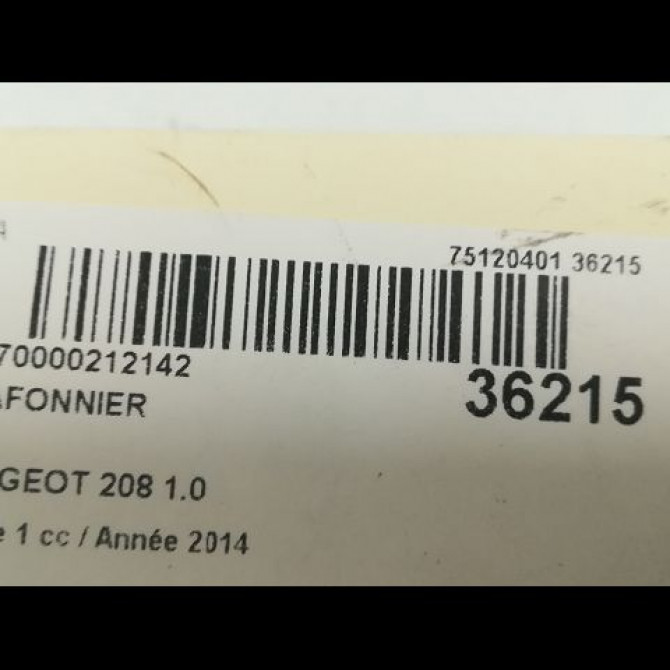 75120401 36215
70000212142
36215
AFONNIER
GEOT 208 1.0
e 1 cc / Année 2014